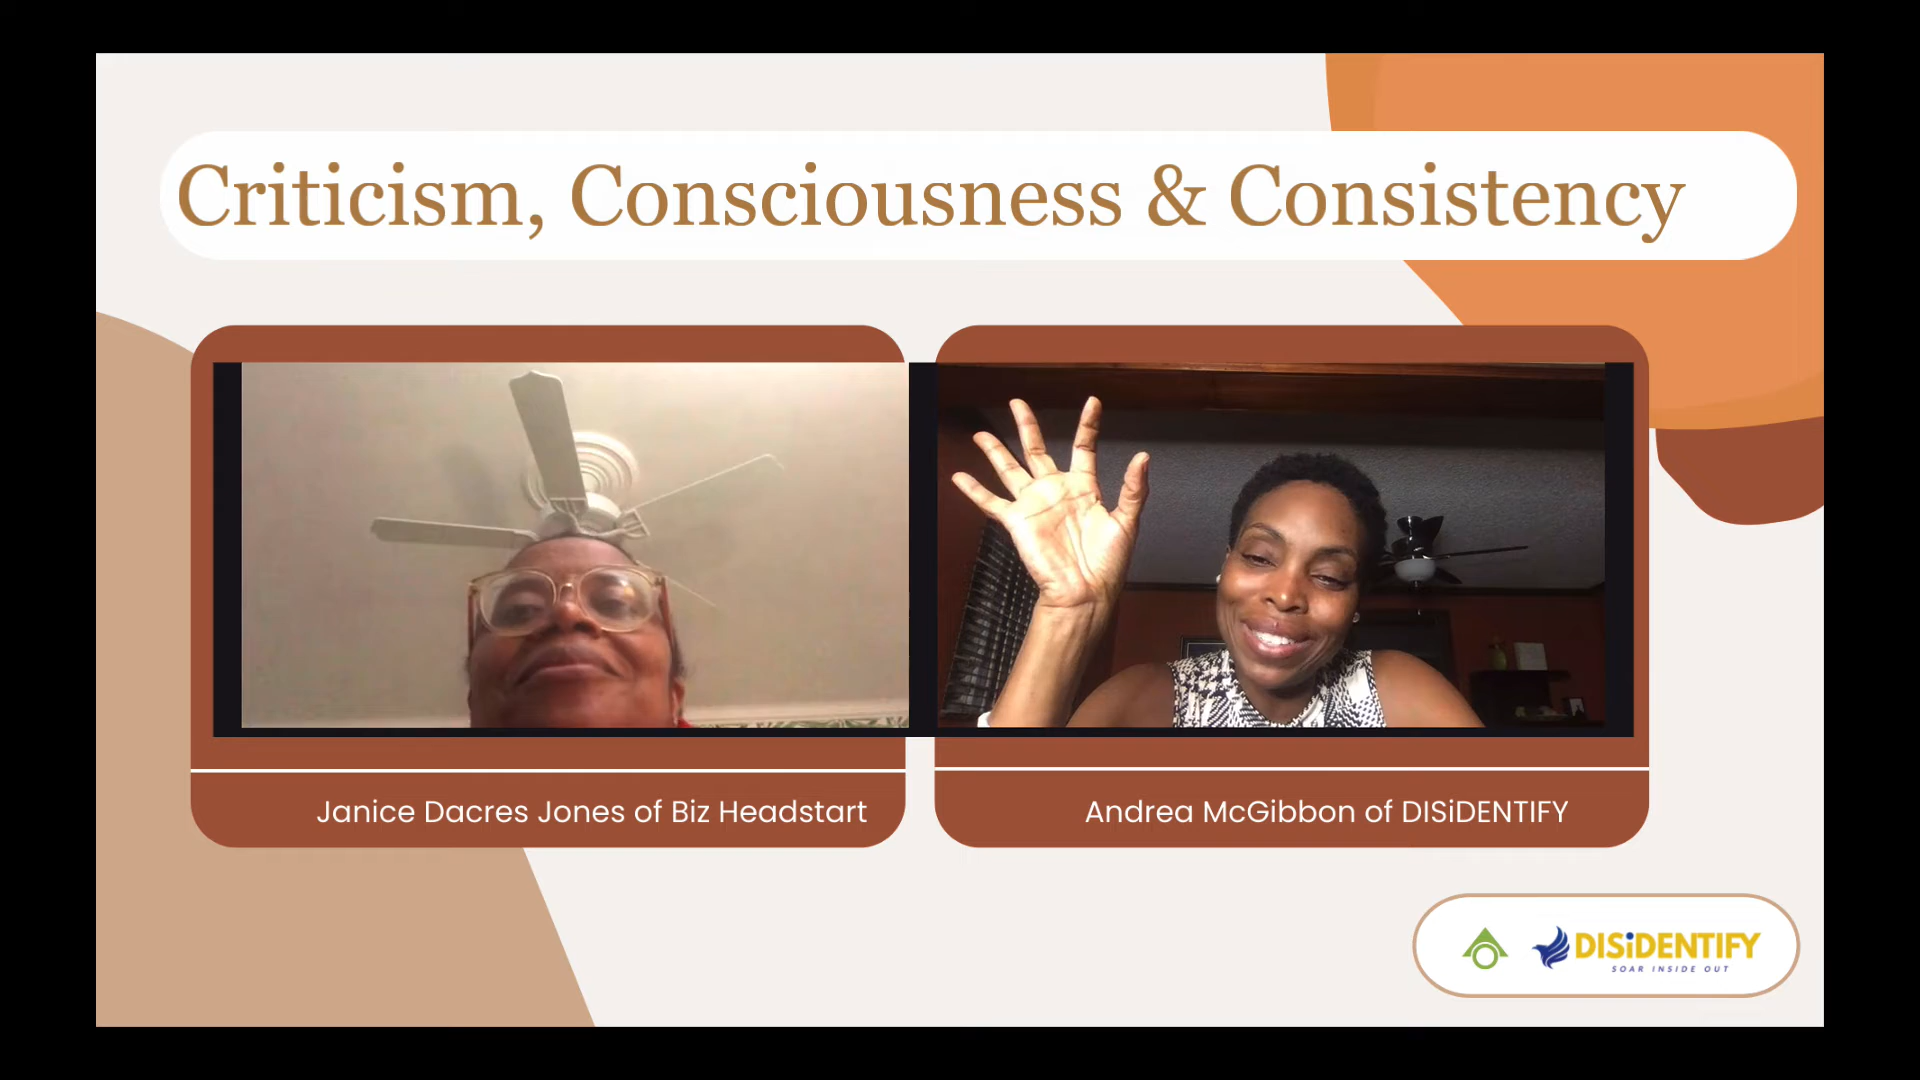 Criticism, Consciousness & Consistency
Janice Dacres Jones of Biz Headstart
Andrea McGibbon of DISiDENTIFY
DISiDENTIFY
SOAR INSIDE OUT